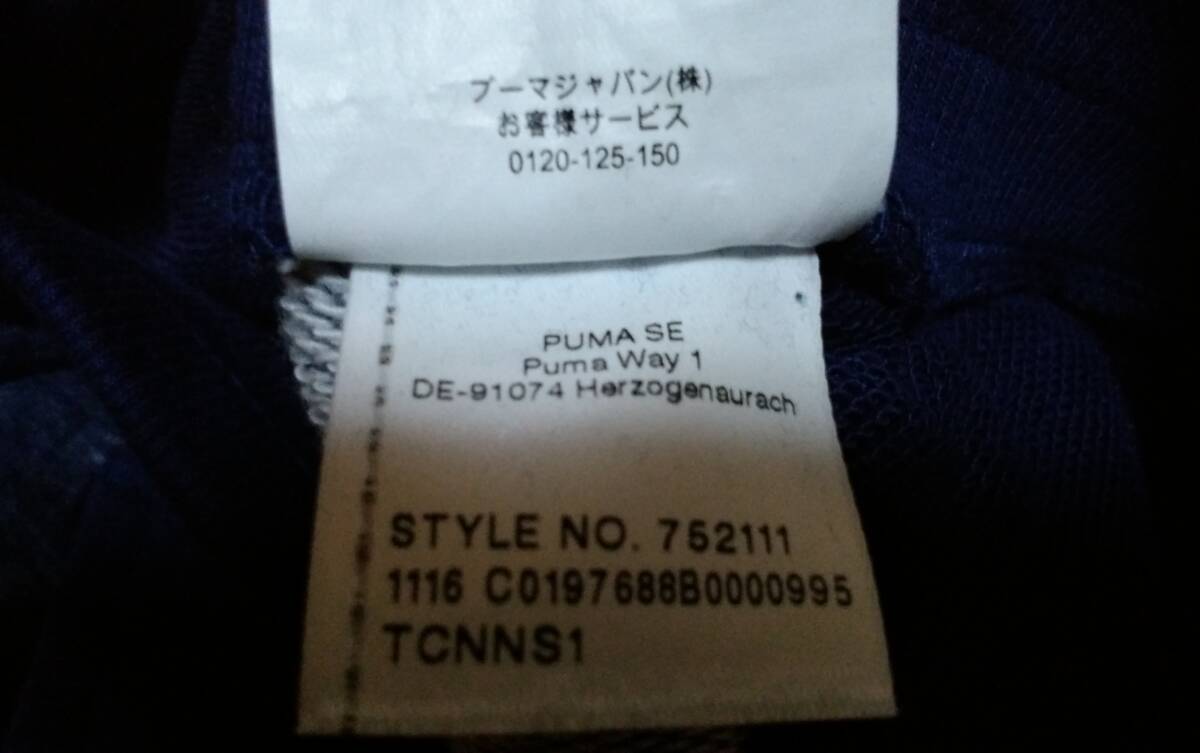 プーマジャパン(株)
お客様サービス
0120-125-150
PUMA SE
Puma Way 1
DE-91074 Herzogenaurach
STYLE NO. 752111
1116 C0197688B0000995
TCNNS1